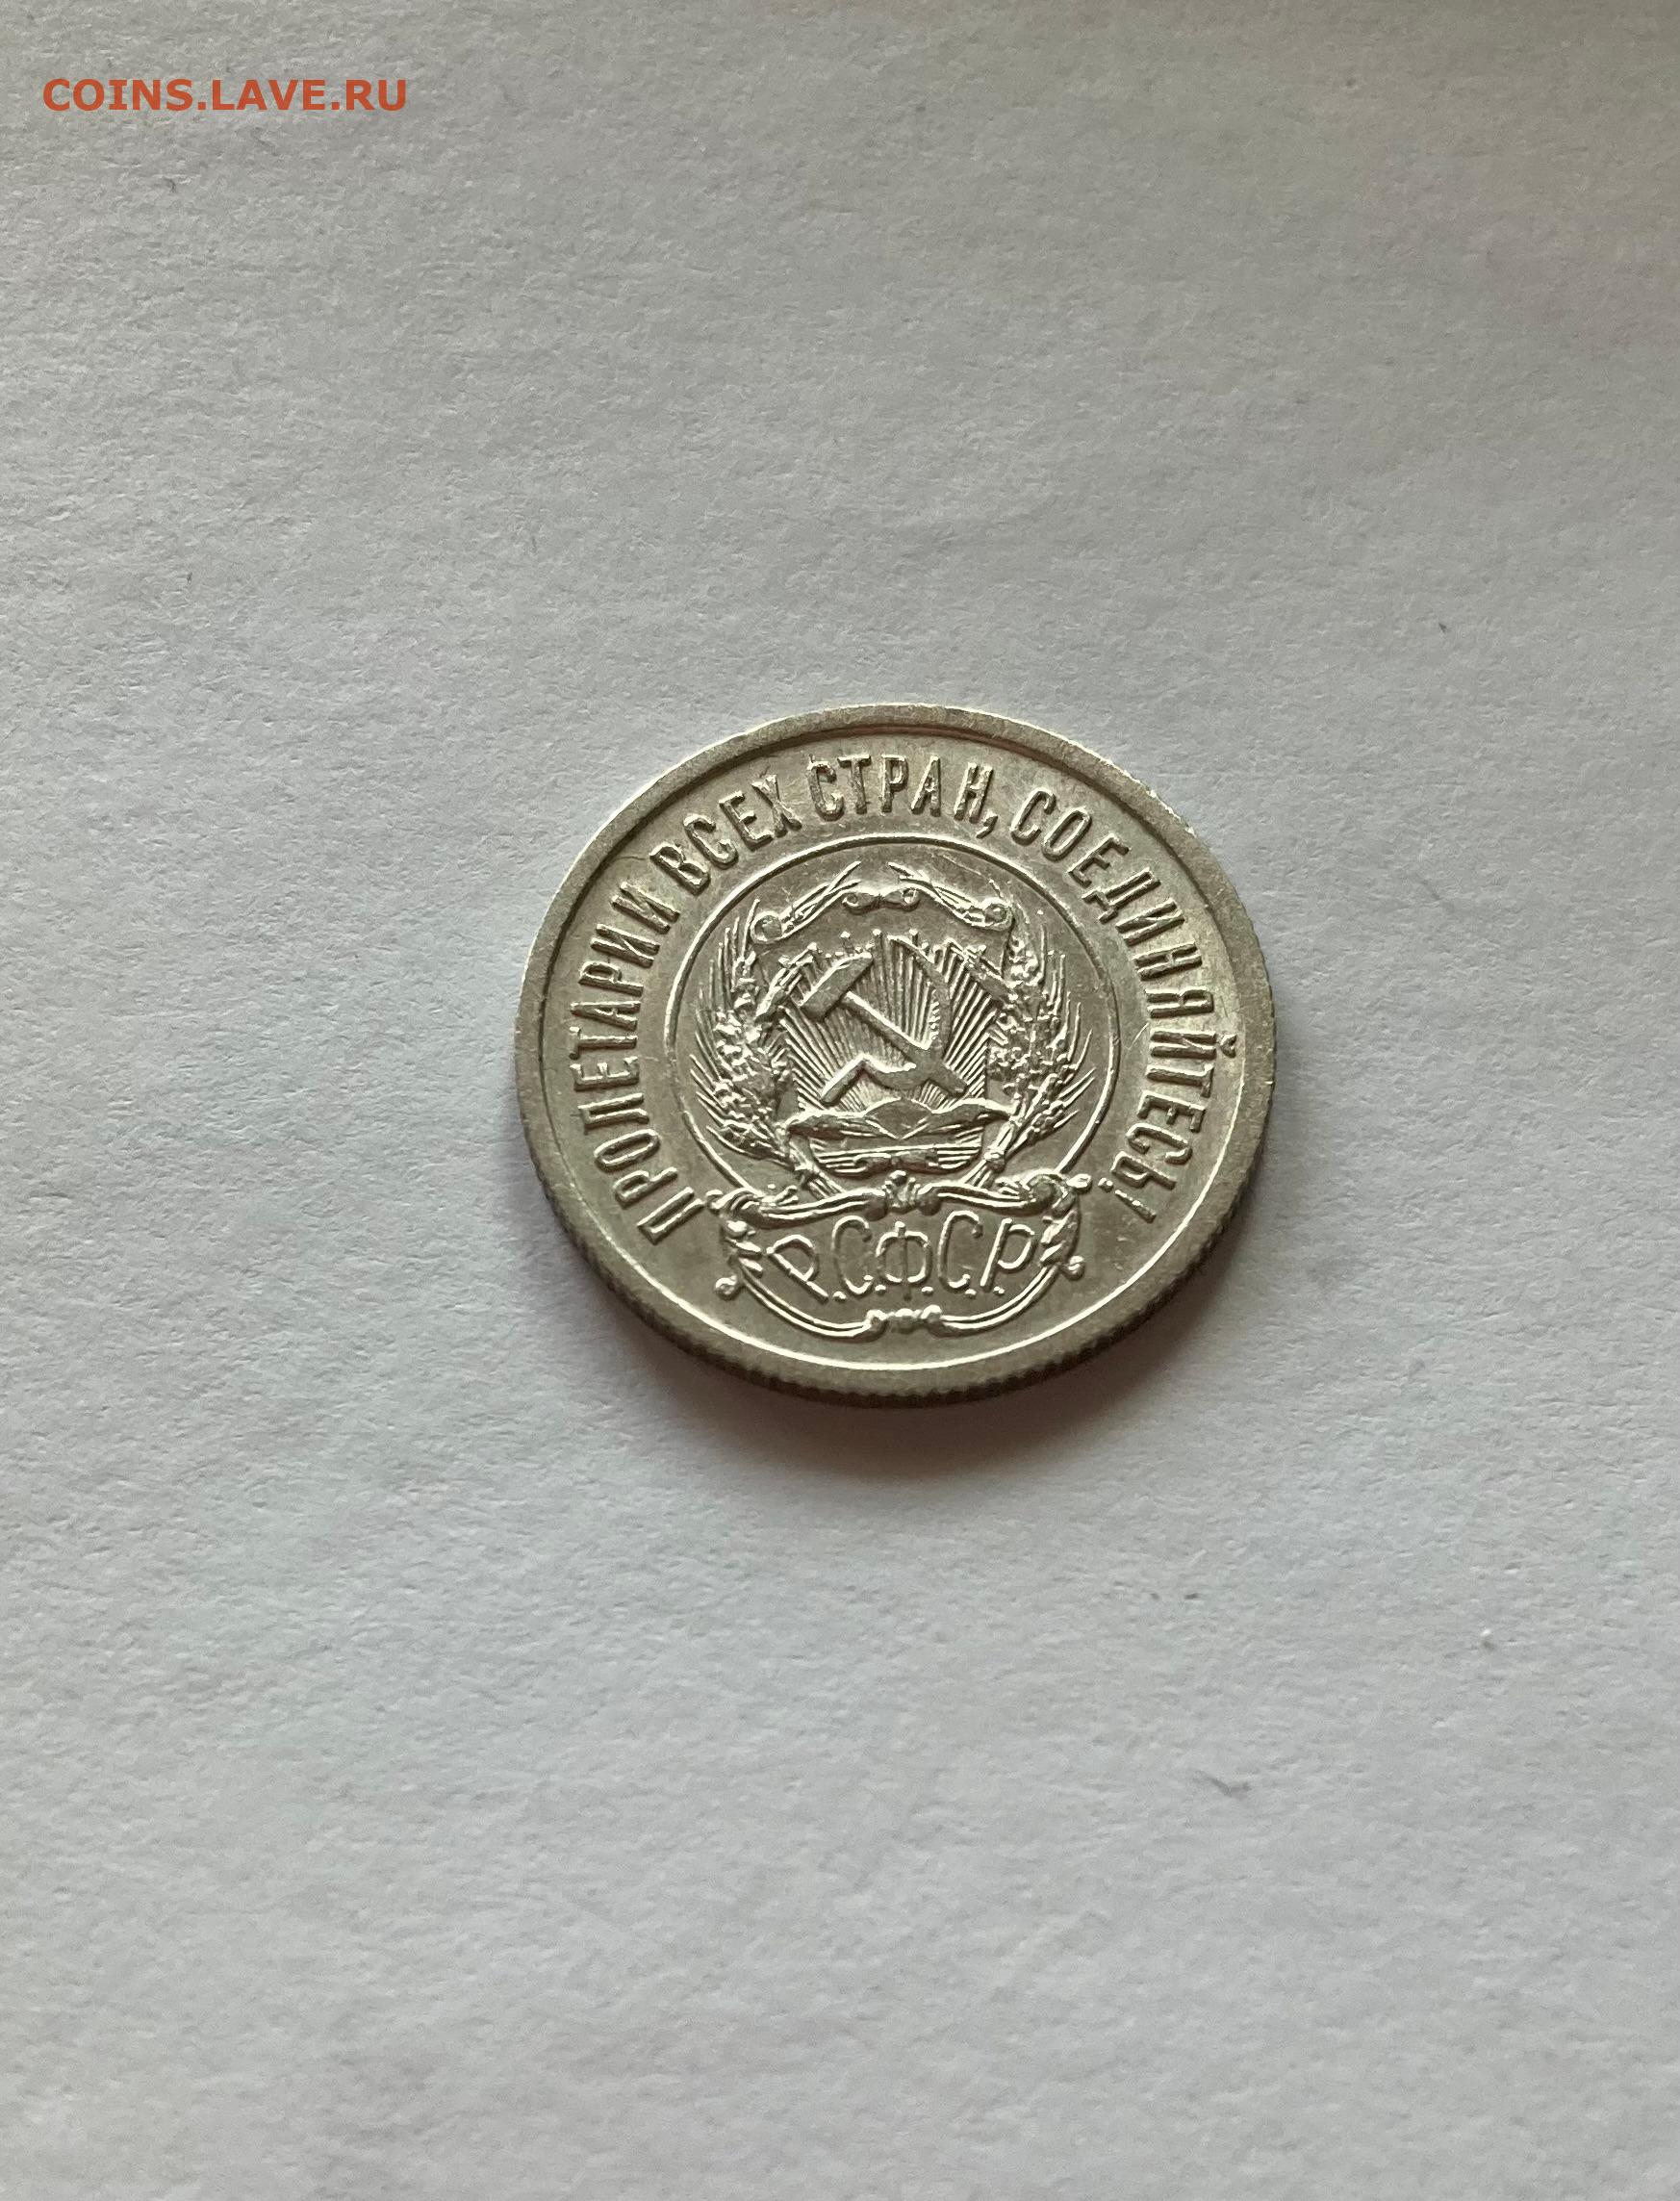 COINS.LAVE.RU
ПРОЛЕТАРИИ ВСЕХ СТРАН, СОЕДИНЯЙТЕСЬ!
Р.С.Ф.С.Р.